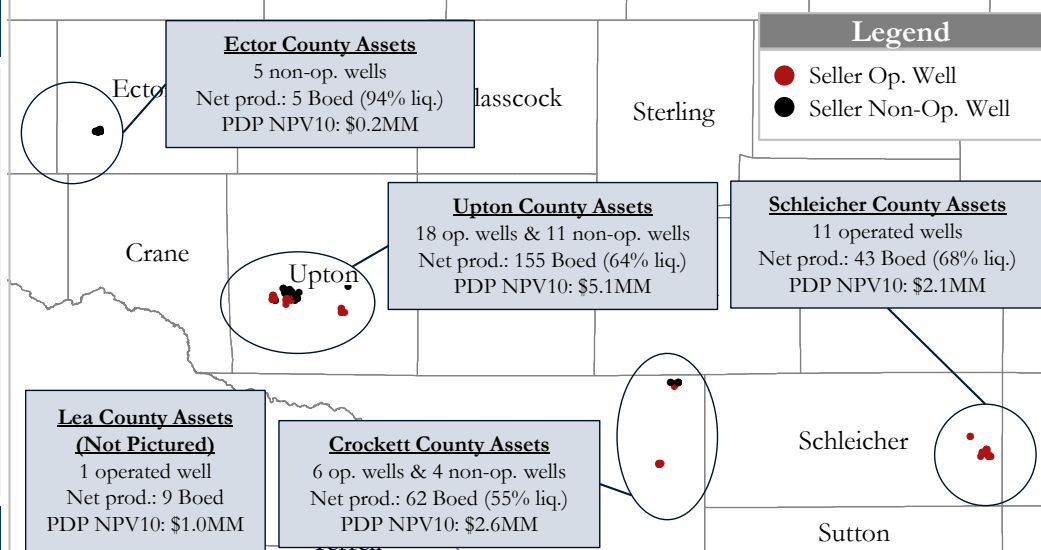 Legend
Seller Op. Well
Seller Non-Op. Well
Ector County Assets
5 non-op. wells
Net prod.: 5 Boed (94% liq.)
PDP NPV10: $0.2MM
Ecto
lasscock
Sterling
Upton County Assets
18 op. wells & 11 non-op. wells
Net prod.: 155 Boed (64% liq.)
PDP NPV10: $5.1MM
Schleicher County Assets
11 operated wells
Net prod.: 43 Boed (68% liq.)
PDP NPV10: $2.1MM
Crane
Upton
Lea County Assets
(Not Pictured)
1 operated well
Net prod.: 9 Boed
PDP NPV10: $1.0MM
Crockett County Assets
6 op. wells & 4 non-op. wells
Net prod.: 62 Boed (55% liq.)
PDP NPV10: $2.6MM
Schleicher
Sutton